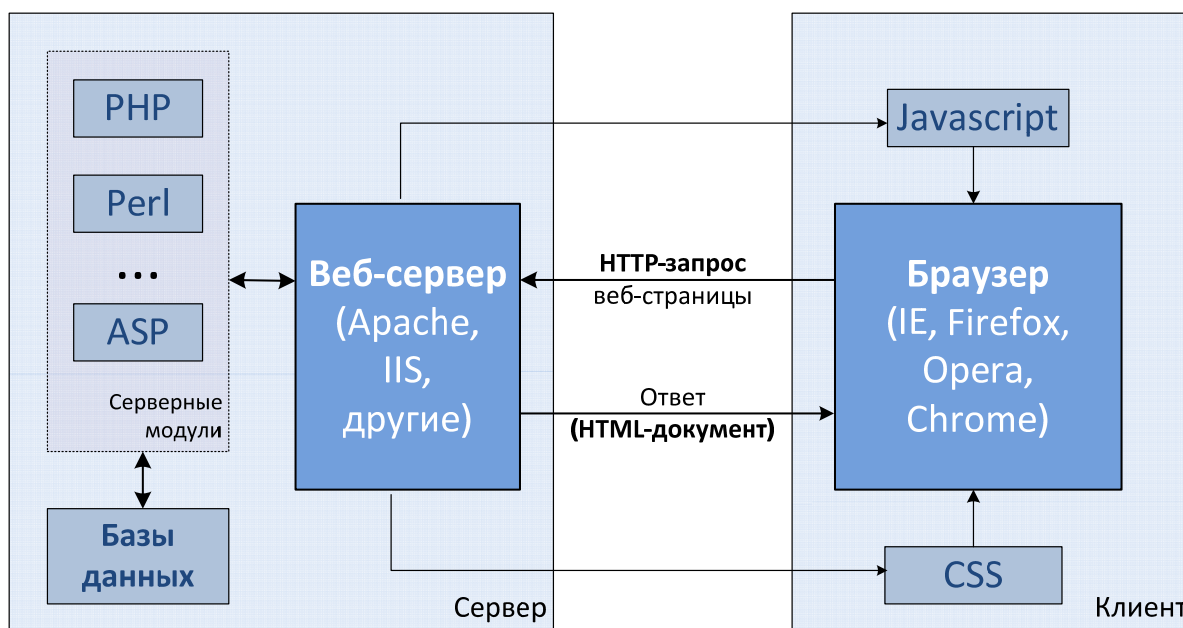 PHP
Perl
...
ASP
Серверные
модули
Базы
данных
Веб-сервер
(Apache,
IIS,
другие)
Сервер
HTTP-запрос
веб-страницы
Ответ
(HTML-документ)
Javascript
Браузер
(IE, Firefox,
Opera,
Chrome)
CSS
Клиент